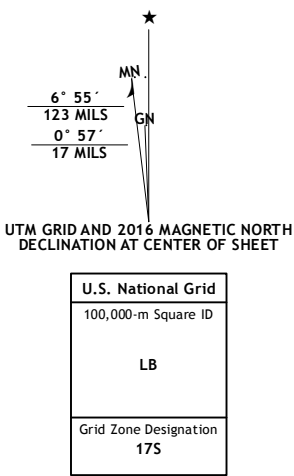 MN
6° 55´
123 MILS
GN
0° 57´
17 MILS
UTM GRID AND 2016 MAGNETIC NORTH
DECLINATION AT CENTER OF SHEET
U.S. National Grid
100,000-m Square ID
LB
Grid Zone Designation
17S